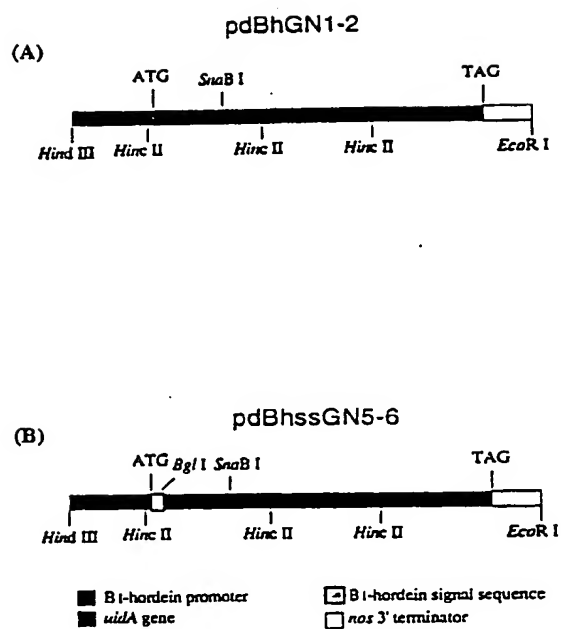 pdBhGN1-2
(A)
ATG SnaB I TAG
Hind III Hinc II Hinc II Hinc II EcoR I
pdBhssGN5-6
(B)
ATG Bgl I SnaB I TAG
Hind III Hinc II Hinc II Hinc II EcoR I
B1-hordein promoter B1-hordein signal sequence
uidA gene nos 3' terminator